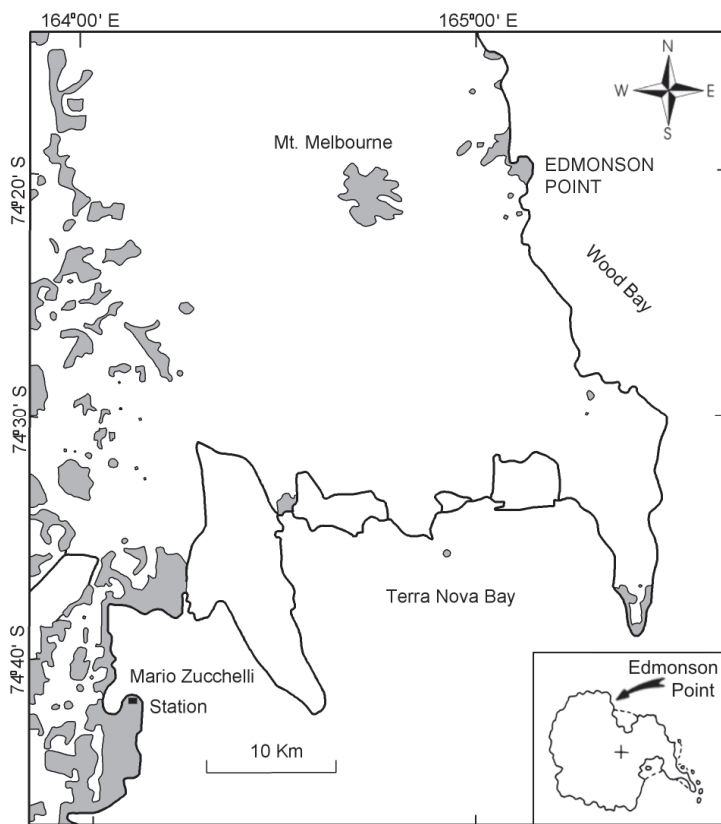 164°00' E
165°00' E
N
W
E
S
Mt. Melbourne
EDMONSON
POINT
74°20' S
Wood Bay
74°30' S
Terra Nova Bay
74°40' S
Mario Zucchelli
Station
10 Km
Edmonson
Point